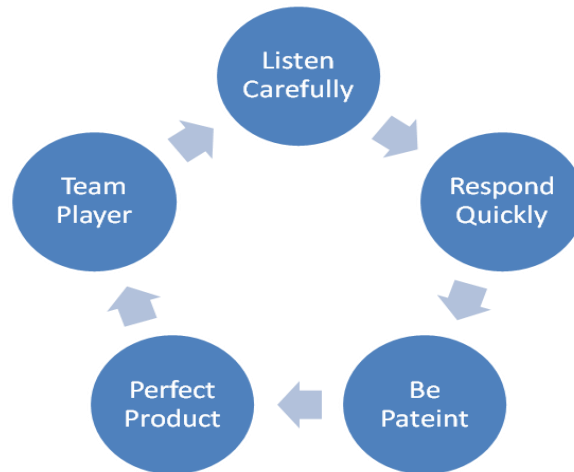 Listen
Carefully
Respond
Quickly
Be
Pateint
Perfect
Product
Team
Player